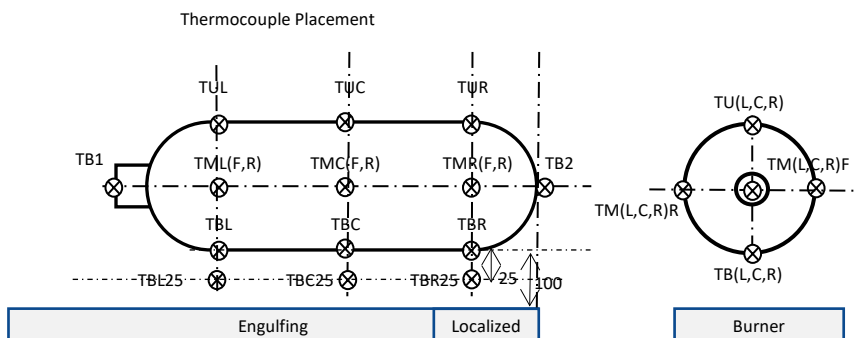 Thermocouple Placement
TUL
TUC
TUR
TU(L,C,R)
TB1
TML(F,R)
TMC(F,R)
TMR(F,R)
TB2
TM(L,C,R)F
TM(L,C,R)R
TBL
TBC
TBR
TB(L,C,R)
TBL25
TBC25
TBR25
25
100
Engulfing
Localized
Burner